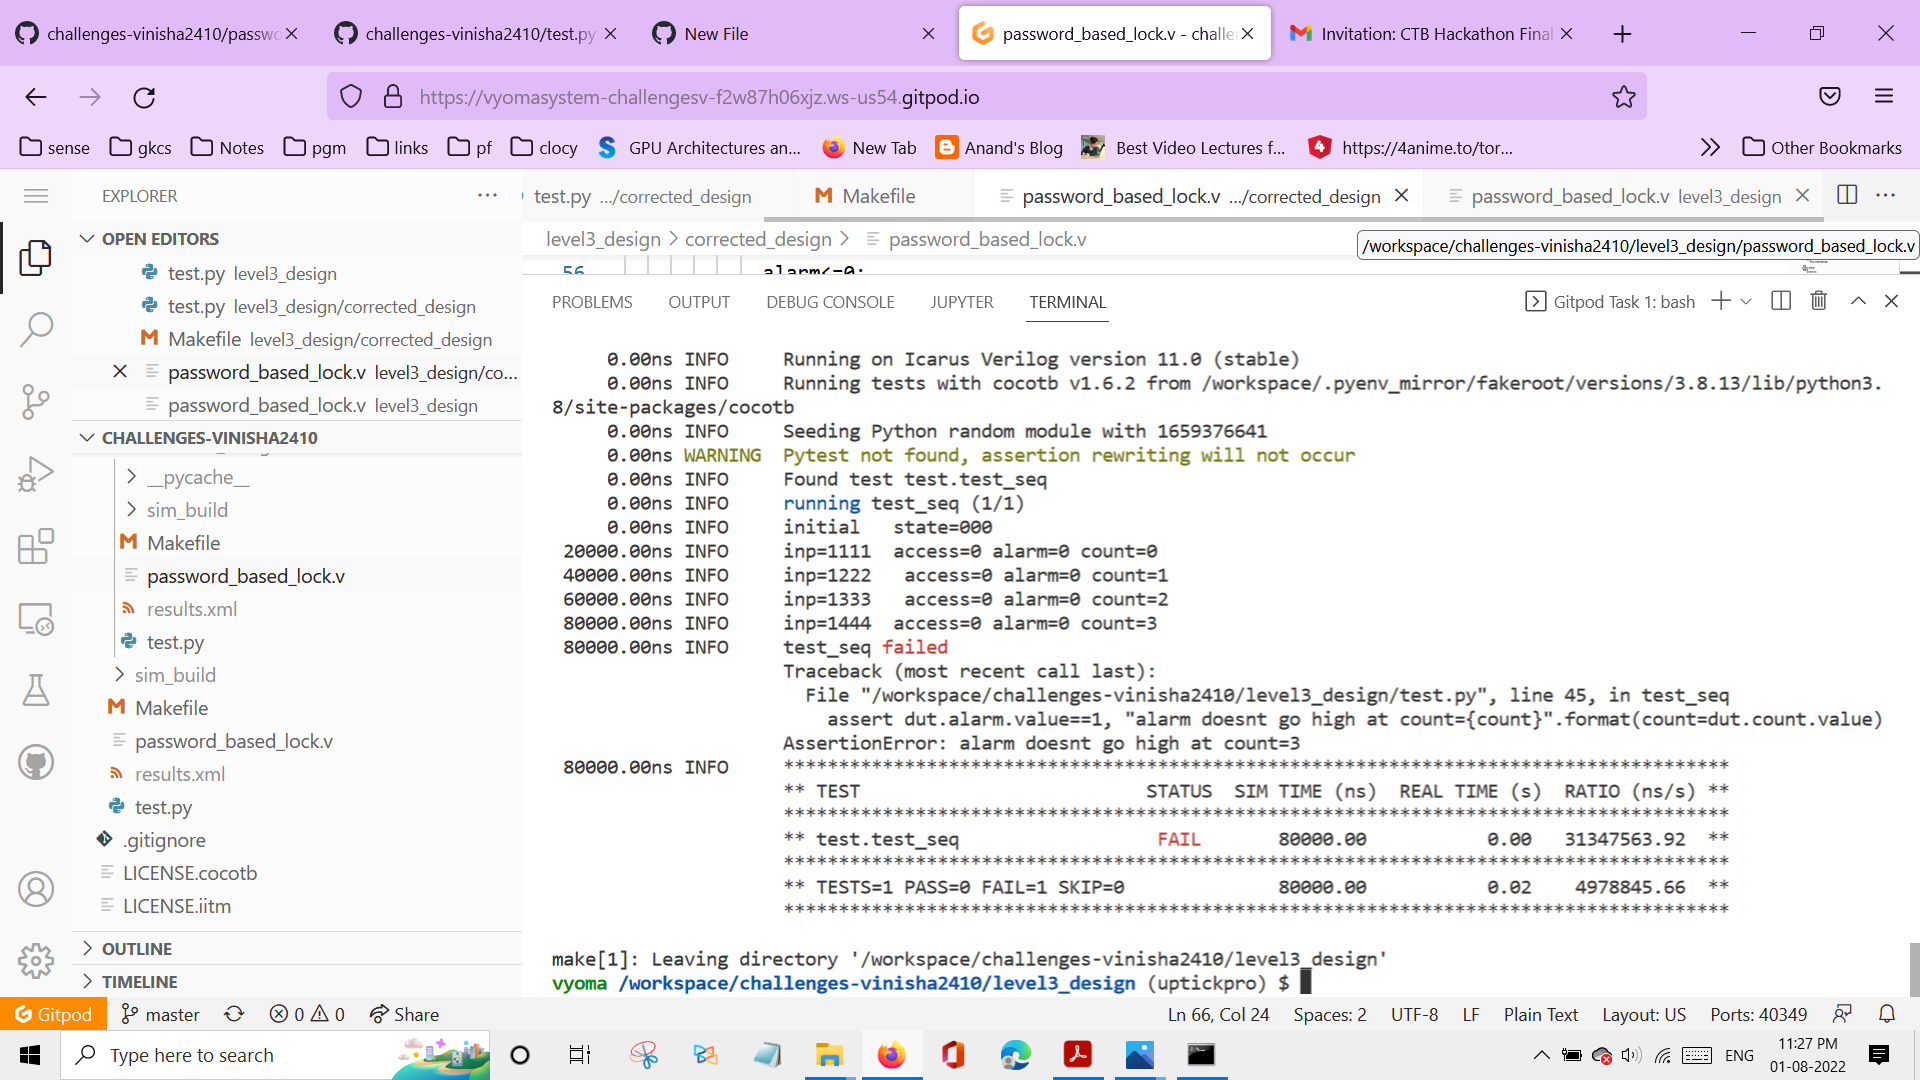 challenges-vinisha2410/passwo
challenges-vinisha2410/test.py
New File
password_based_lock.v - challe
Invitation: CTB Hackathon Final
https://vyomasystem-challengesv-f2w87h06xjz.ws-us54.gitpod.io
sense gkcs Notes pgm links pf clocy GPU Architectures an... New Tab Anand's Blog Best Video Lectures f... https://4anime.to/tor... Other Bookmarks
EXPLORER
test.py .../corrected_design Makefile password_based_lock.v .../corrected_design password_based_lock.v level3_design
OPEN EDITORS
level3_design > corrected_design > password_based_lock.v
/workspace/challenges-vinisha2410/level3_design/password_based_lock.v
test.py level3_design
test.py level3_design/corrected_design
Makefile level3_design/corrected_design
password_based_lock.v level3_design/co...
password_based_lock.v level3_design
CHALLENGES-VINISHA2410
__pycache__
sim_build
Makefile
password_based_lock.v
results.xml
test.py
sim_build
Makefile
password_based_lock.v
results.xml
test.py
.gitignore
LICENSE.cocotb
LICENSE.iitm
OUTLINE
TIMELINE
56 alarm<=0;
PROBLEMS OUTPUT DEBUG CONSOLE JUPYTER TERMINAL
Gitpod Task 1: bash
0.00ns INFO Running on Icarus Verilog version 11.0 (stable)
0.00ns INFO Running tests with cocotb v1.6.2 from /workspace/.pyenv_mirror/fakeroot/versions/3.8.13/lib/python3.
8/site-packages/cocotb
0.00ns INFO Seeding Python random module with 1659376641
0.00ns WARNING Pytest not found, assertion rewriting will not occur
0.00ns INFO Found test test.test_seq
0.00ns INFO running test_seq (1/1)
0.00ns INFO initial state=000
20000.00ns INFO inp=1111 access=0 alarm=0 count=0
40000.00ns INFO inp=1222 access=0 alarm=0 count=1
60000.00ns INFO inp=1333 access=0 alarm=0 count=2
80000.00ns INFO inp=1444 access=0 alarm=0 count=3
80000.00ns INFO test_seq failed
Traceback (most recent call last):
File "/workspace/challenges-vinisha2410/level3_design/test.py", line 45, in test_seq
assert dut.alarm.value==1, "alarm doesnt go high at count={count}".format(count=dut.count.value)
AssertionError: alarm doesnt go high at count=3
80000.00ns INFO **************************************************************************************
** TEST STATUS SIM TIME (ns) REAL TIME (s) RATIO (ns/s) **
**************************************************************************************
** test.test_seq FAIL 80000.00 0.00 31347563.92 **
**************************************************************************************
** TESTS=1 PASS=0 FAIL=1 SKIP=0 80000.00 0.02 4978845.66 **
**************************************************************************************
make[1]: Leaving directory '/workspace/challenges-vinisha2410/level3_design'
vyoma /workspace/challenges-vinisha2410/level3_design (uptickpro) $
Gitpod master 0 0 Share Ln 66, Col 24 Spaces: 2 UTF-8 LF Plain Text Layout: US Ports: 40349
Type here to search
ENG
11:27 PM
01-08-2022